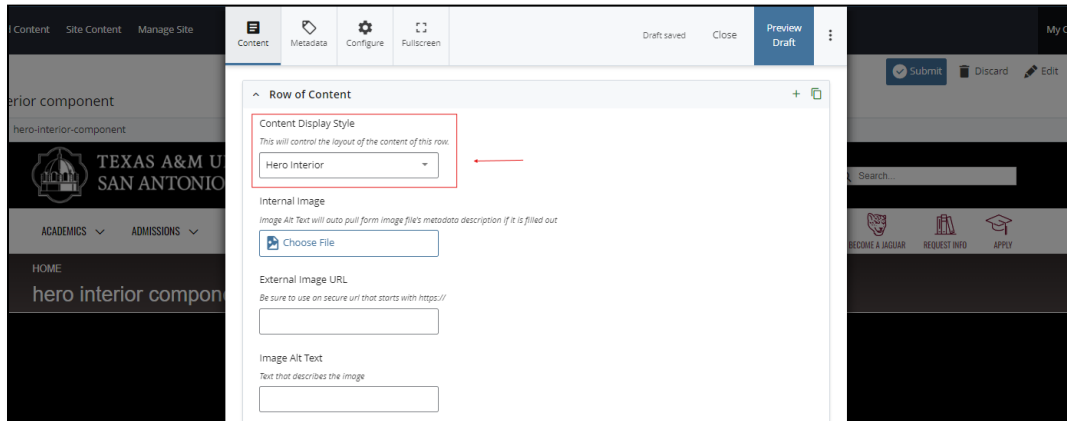 Content Site Content Manage Site
Content Metadata Configure Fullscreen
Draft saved Close Preview Draft
My
Submit Discard Edit
erior component
hero-interior-component
Row of Content
Content Display Style
This will control the layout of the content of this row.
Hero Interior
TEXAS A&M U
SAN ANTONIO
Search...
Internal Image
Image Alt Text will auto pull form image file's metadata description if it is filled out
Choose File
ACADEMICS ADMISSIONS
BECOME A JAGUAR REQUEST INFO APPLY
HOME
hero interior compon
External Image URL
Be sure to use an secure url that starts with https://
Image Alt Text
Text that describes the image